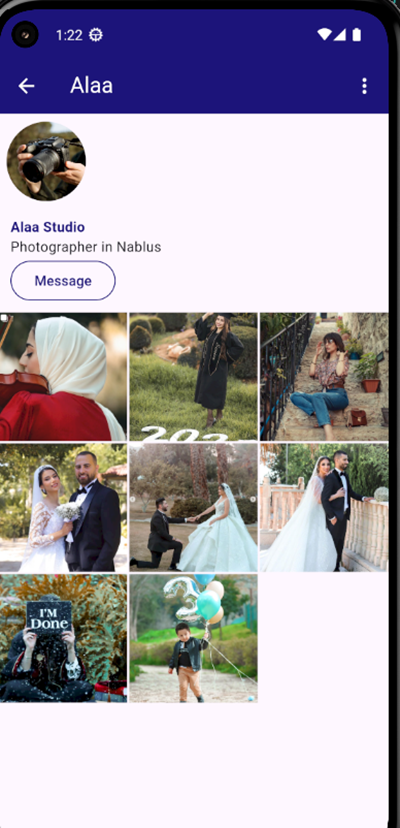 1:22
Alaa
Alaa Studio
Photographer in Nablus
Message
I'M
Done